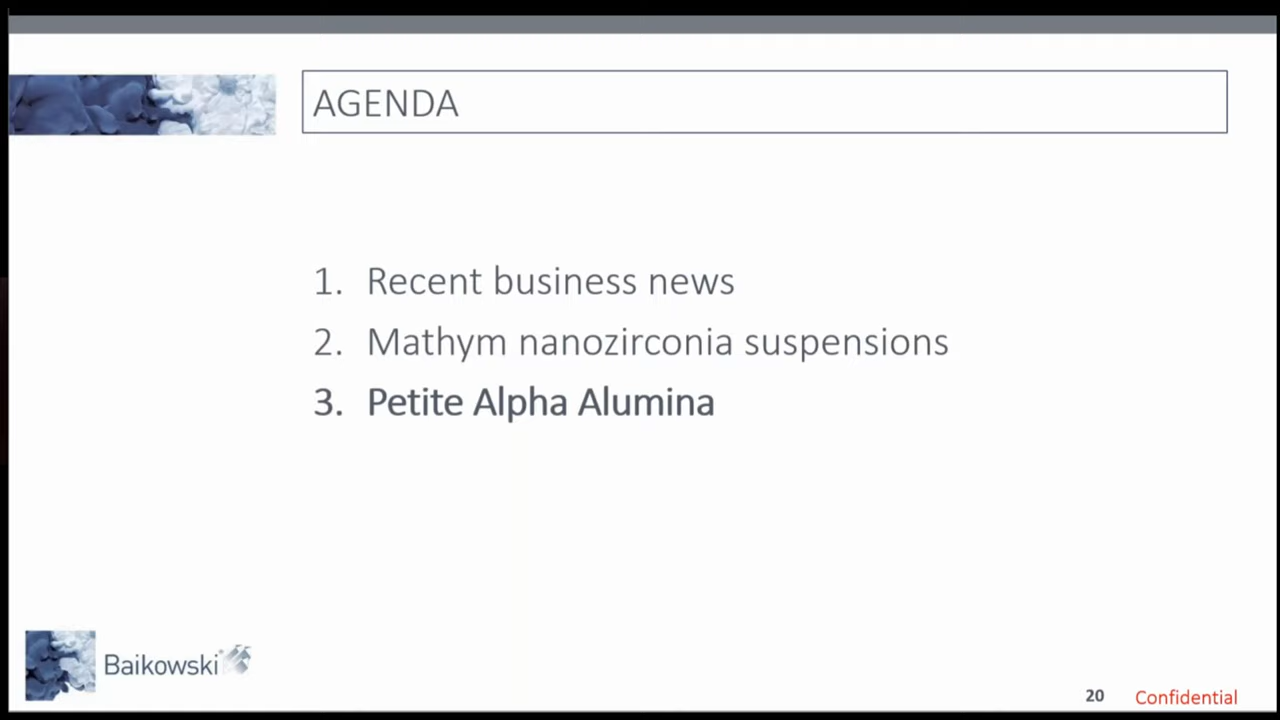 AGENDA
1. Recent business news
2. Mathym nanozirconia suspensions
3. Petite Alpha Alumina
Baikowski
20 Confidential